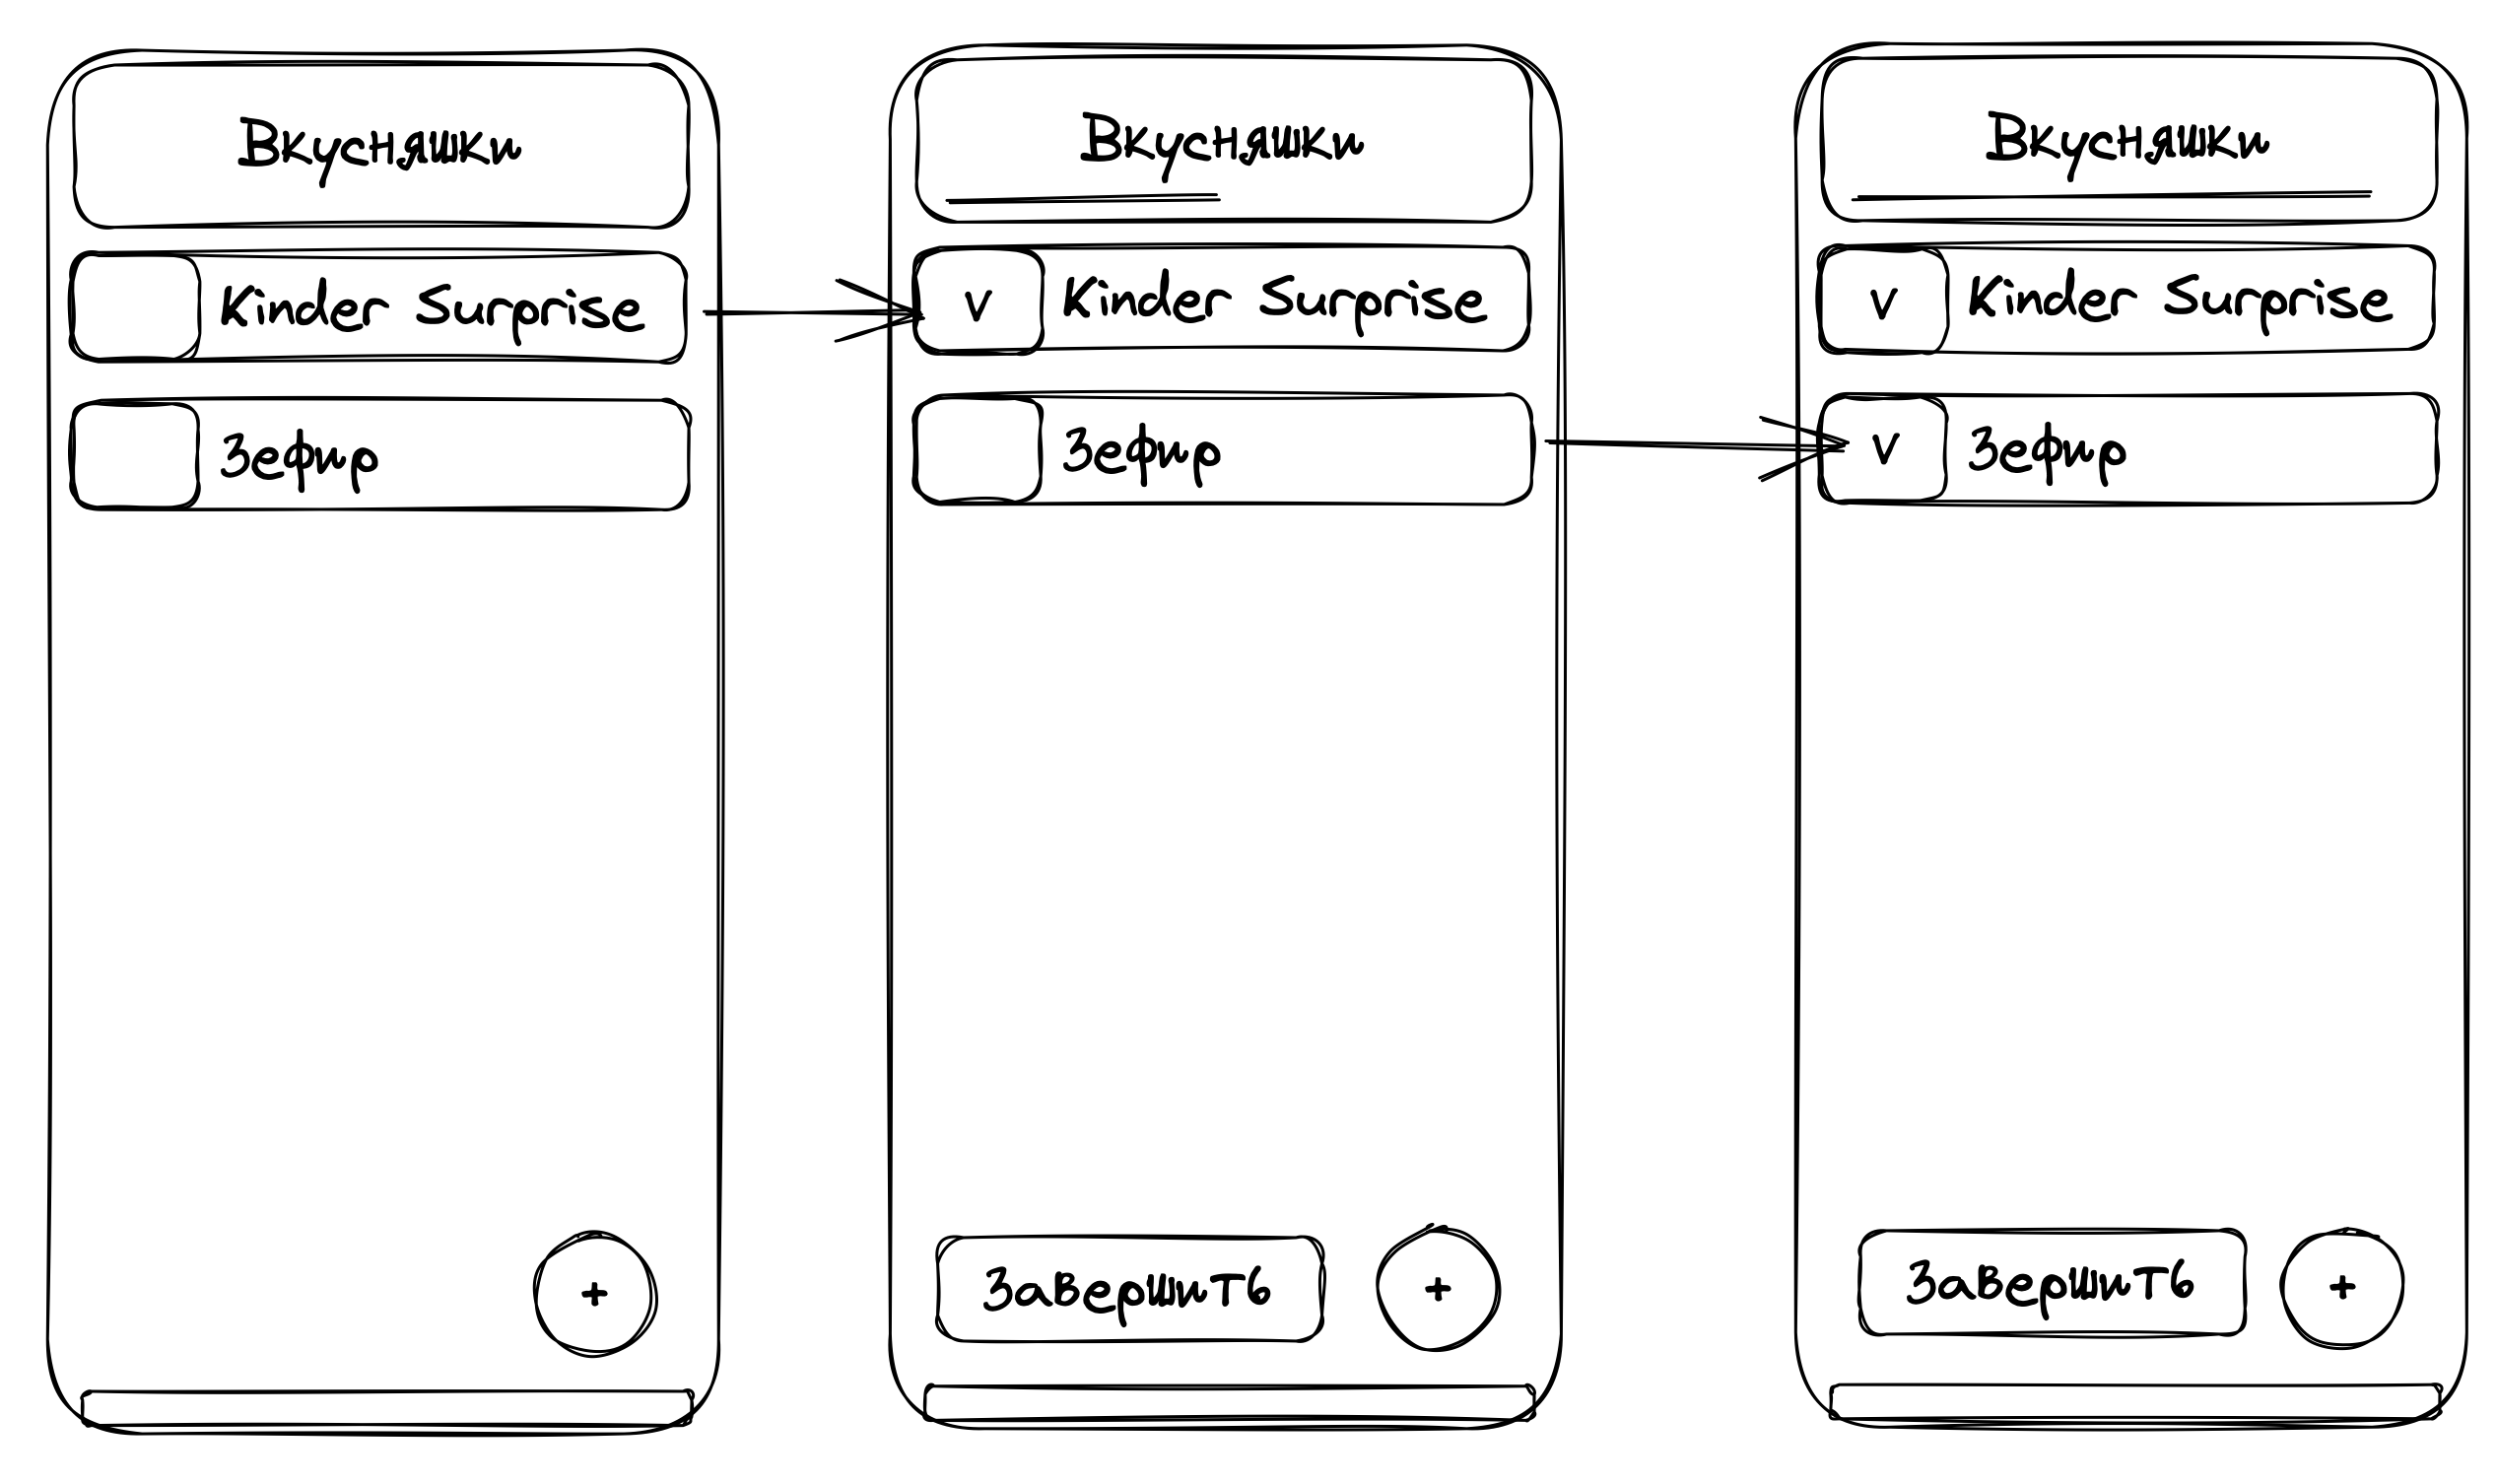 Вкусняшки
Kinder Surprise
Зефир
+
Вкусняшки
v Kinder Surprise
Зефир
Завершить
+
Вкусняшки
v Kinder Surprise
v Зефир
Завершить
+